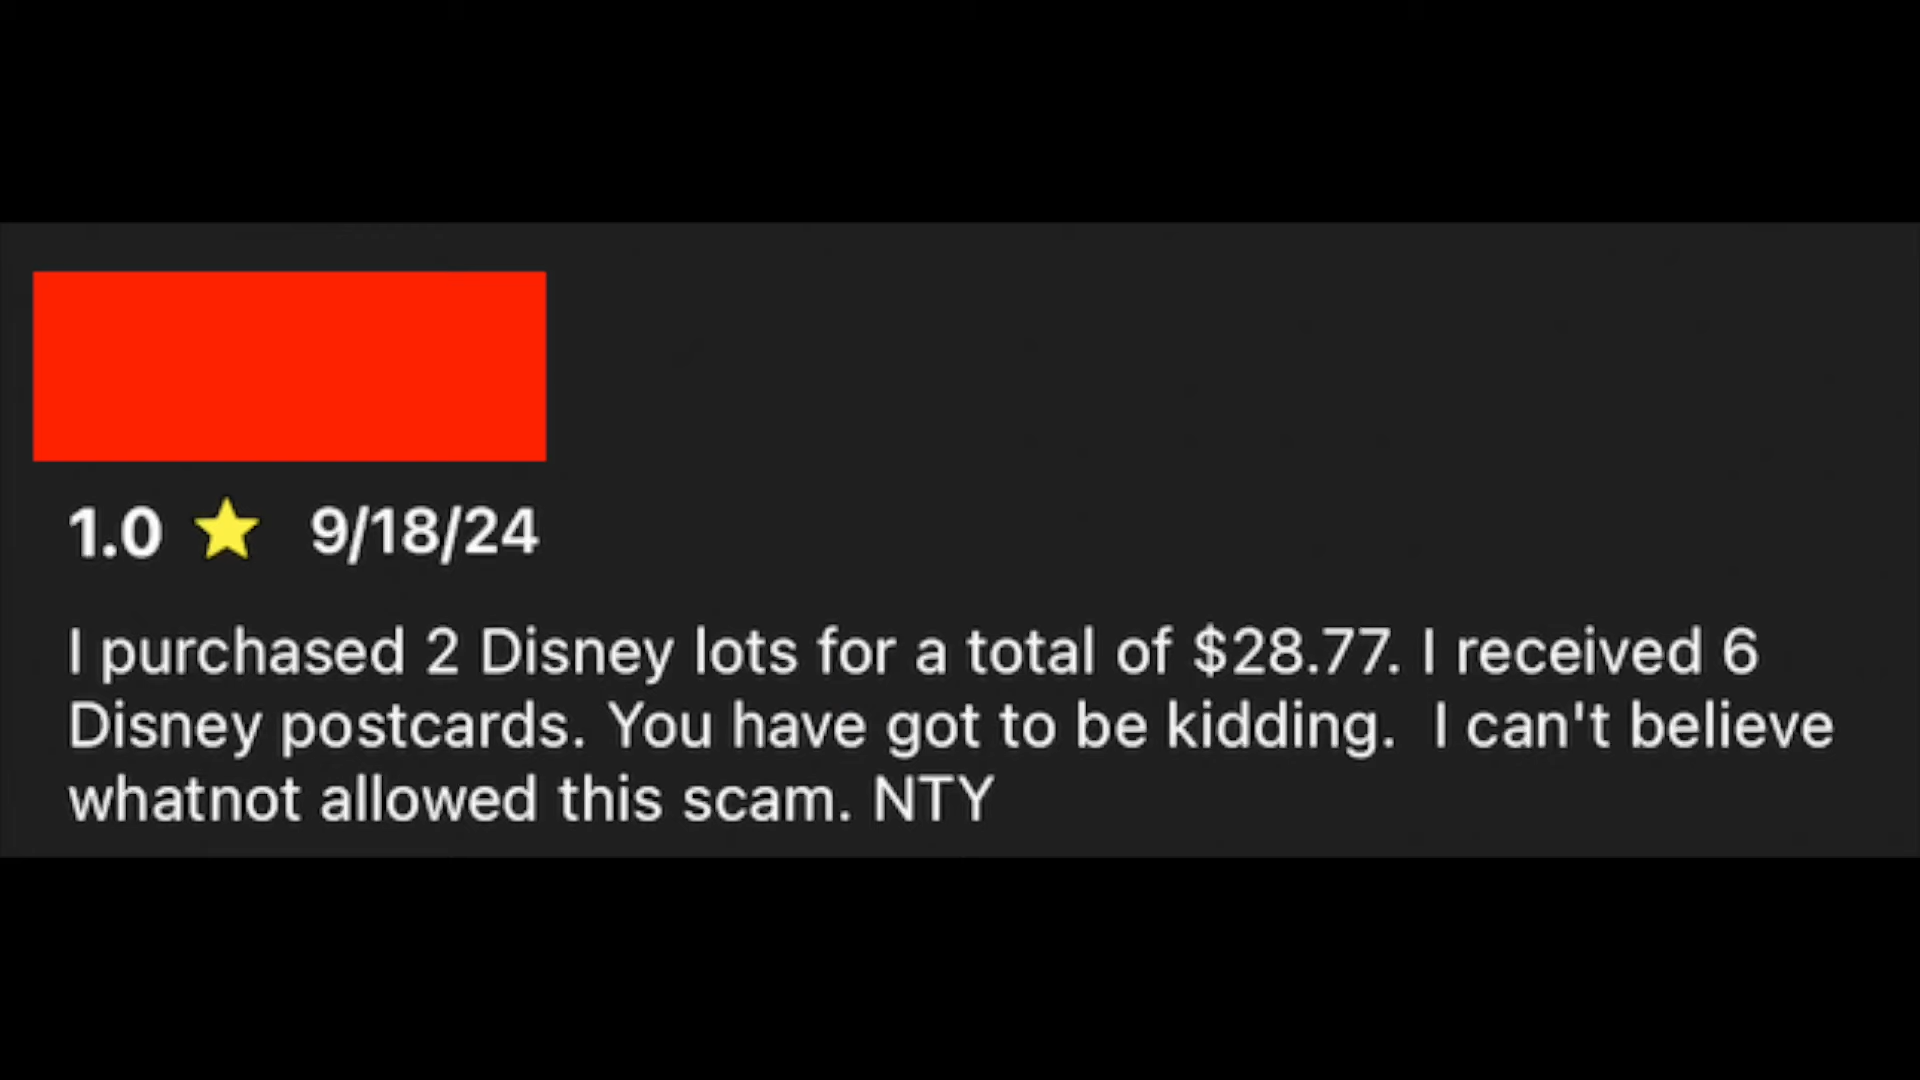 1.0 ⭐ 9/18/24
I purchased 2 Disney lots for a total of $28.77. I received 6
Disney postcards. You have got to be kidding.  I can't believe
whatnot allowed this scam. NTY